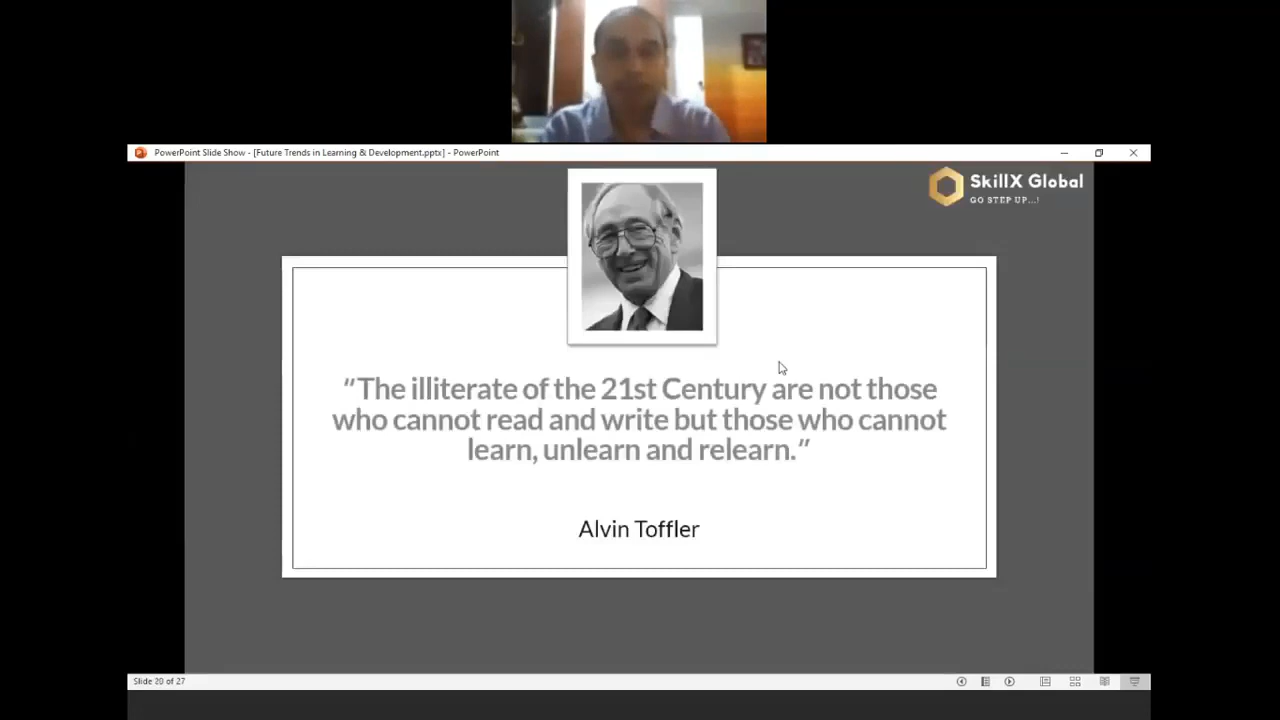 PowerPoint Slide Show - [Future Trends in Learning & Development.pptx] - PowerPoint
SkillX Global
GO STEP UP...!
"The illiterate of the 21st Century are not those
who cannot read and write but those who cannot
learn, unlearn and relearn."
Alvin Toffler
Slide 20 of 27